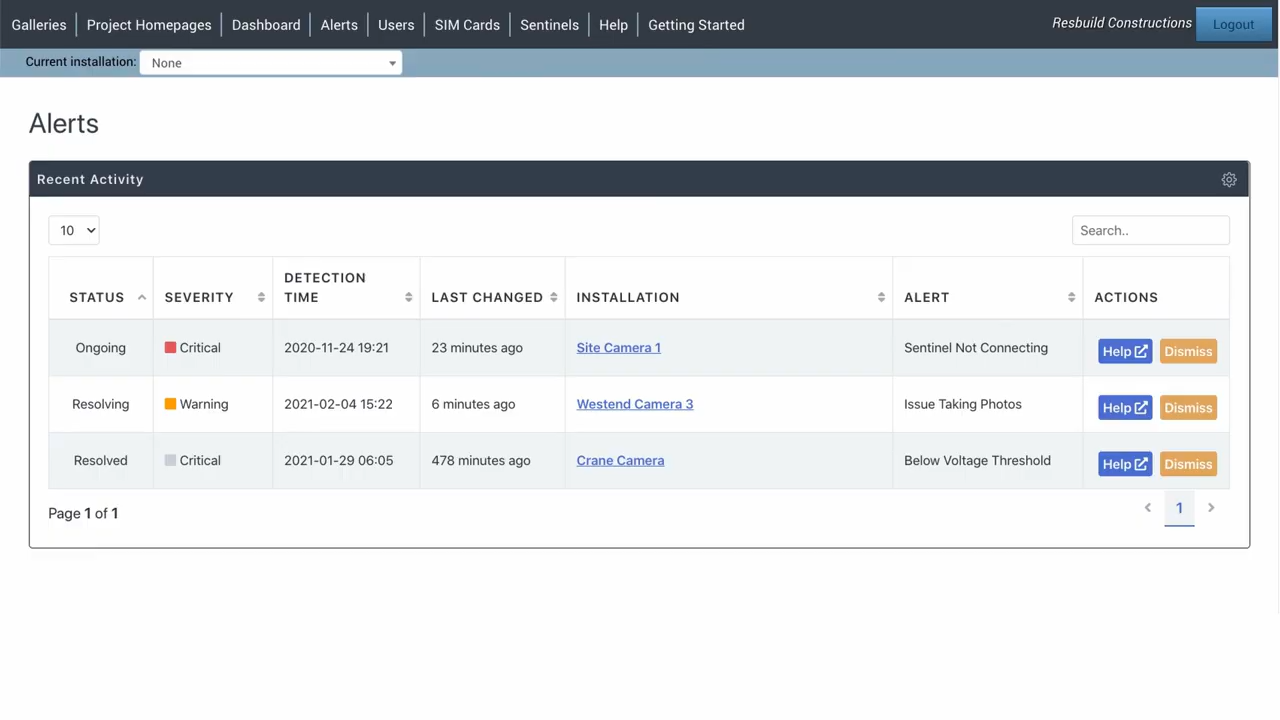 Galleries Project Homepages Dashboard Alerts Users SIM Cards Sentinels Help Getting Started Resbuild Constructions Logout
Current installation: None
Alerts
Recent Activity
10 Search..
STATUS SEVERITY DETECTION TIME LAST CHANGED INSTALLATION ALERT ACTIONS
Ongoing Critical 2020-11-24 19:21 23 minutes ago Site Camera 1 Sentinel Not Connecting Help Dismiss
Resolving Warning 2021-02-04 15:22 6 minutes ago Westend Camera 3 Issue Taking Photos Help Dismiss
Resolved Critical 2021-01-29 06:05 478 minutes ago Crane Camera Below Voltage Threshold Help Dismiss
Page 1 of 1 1